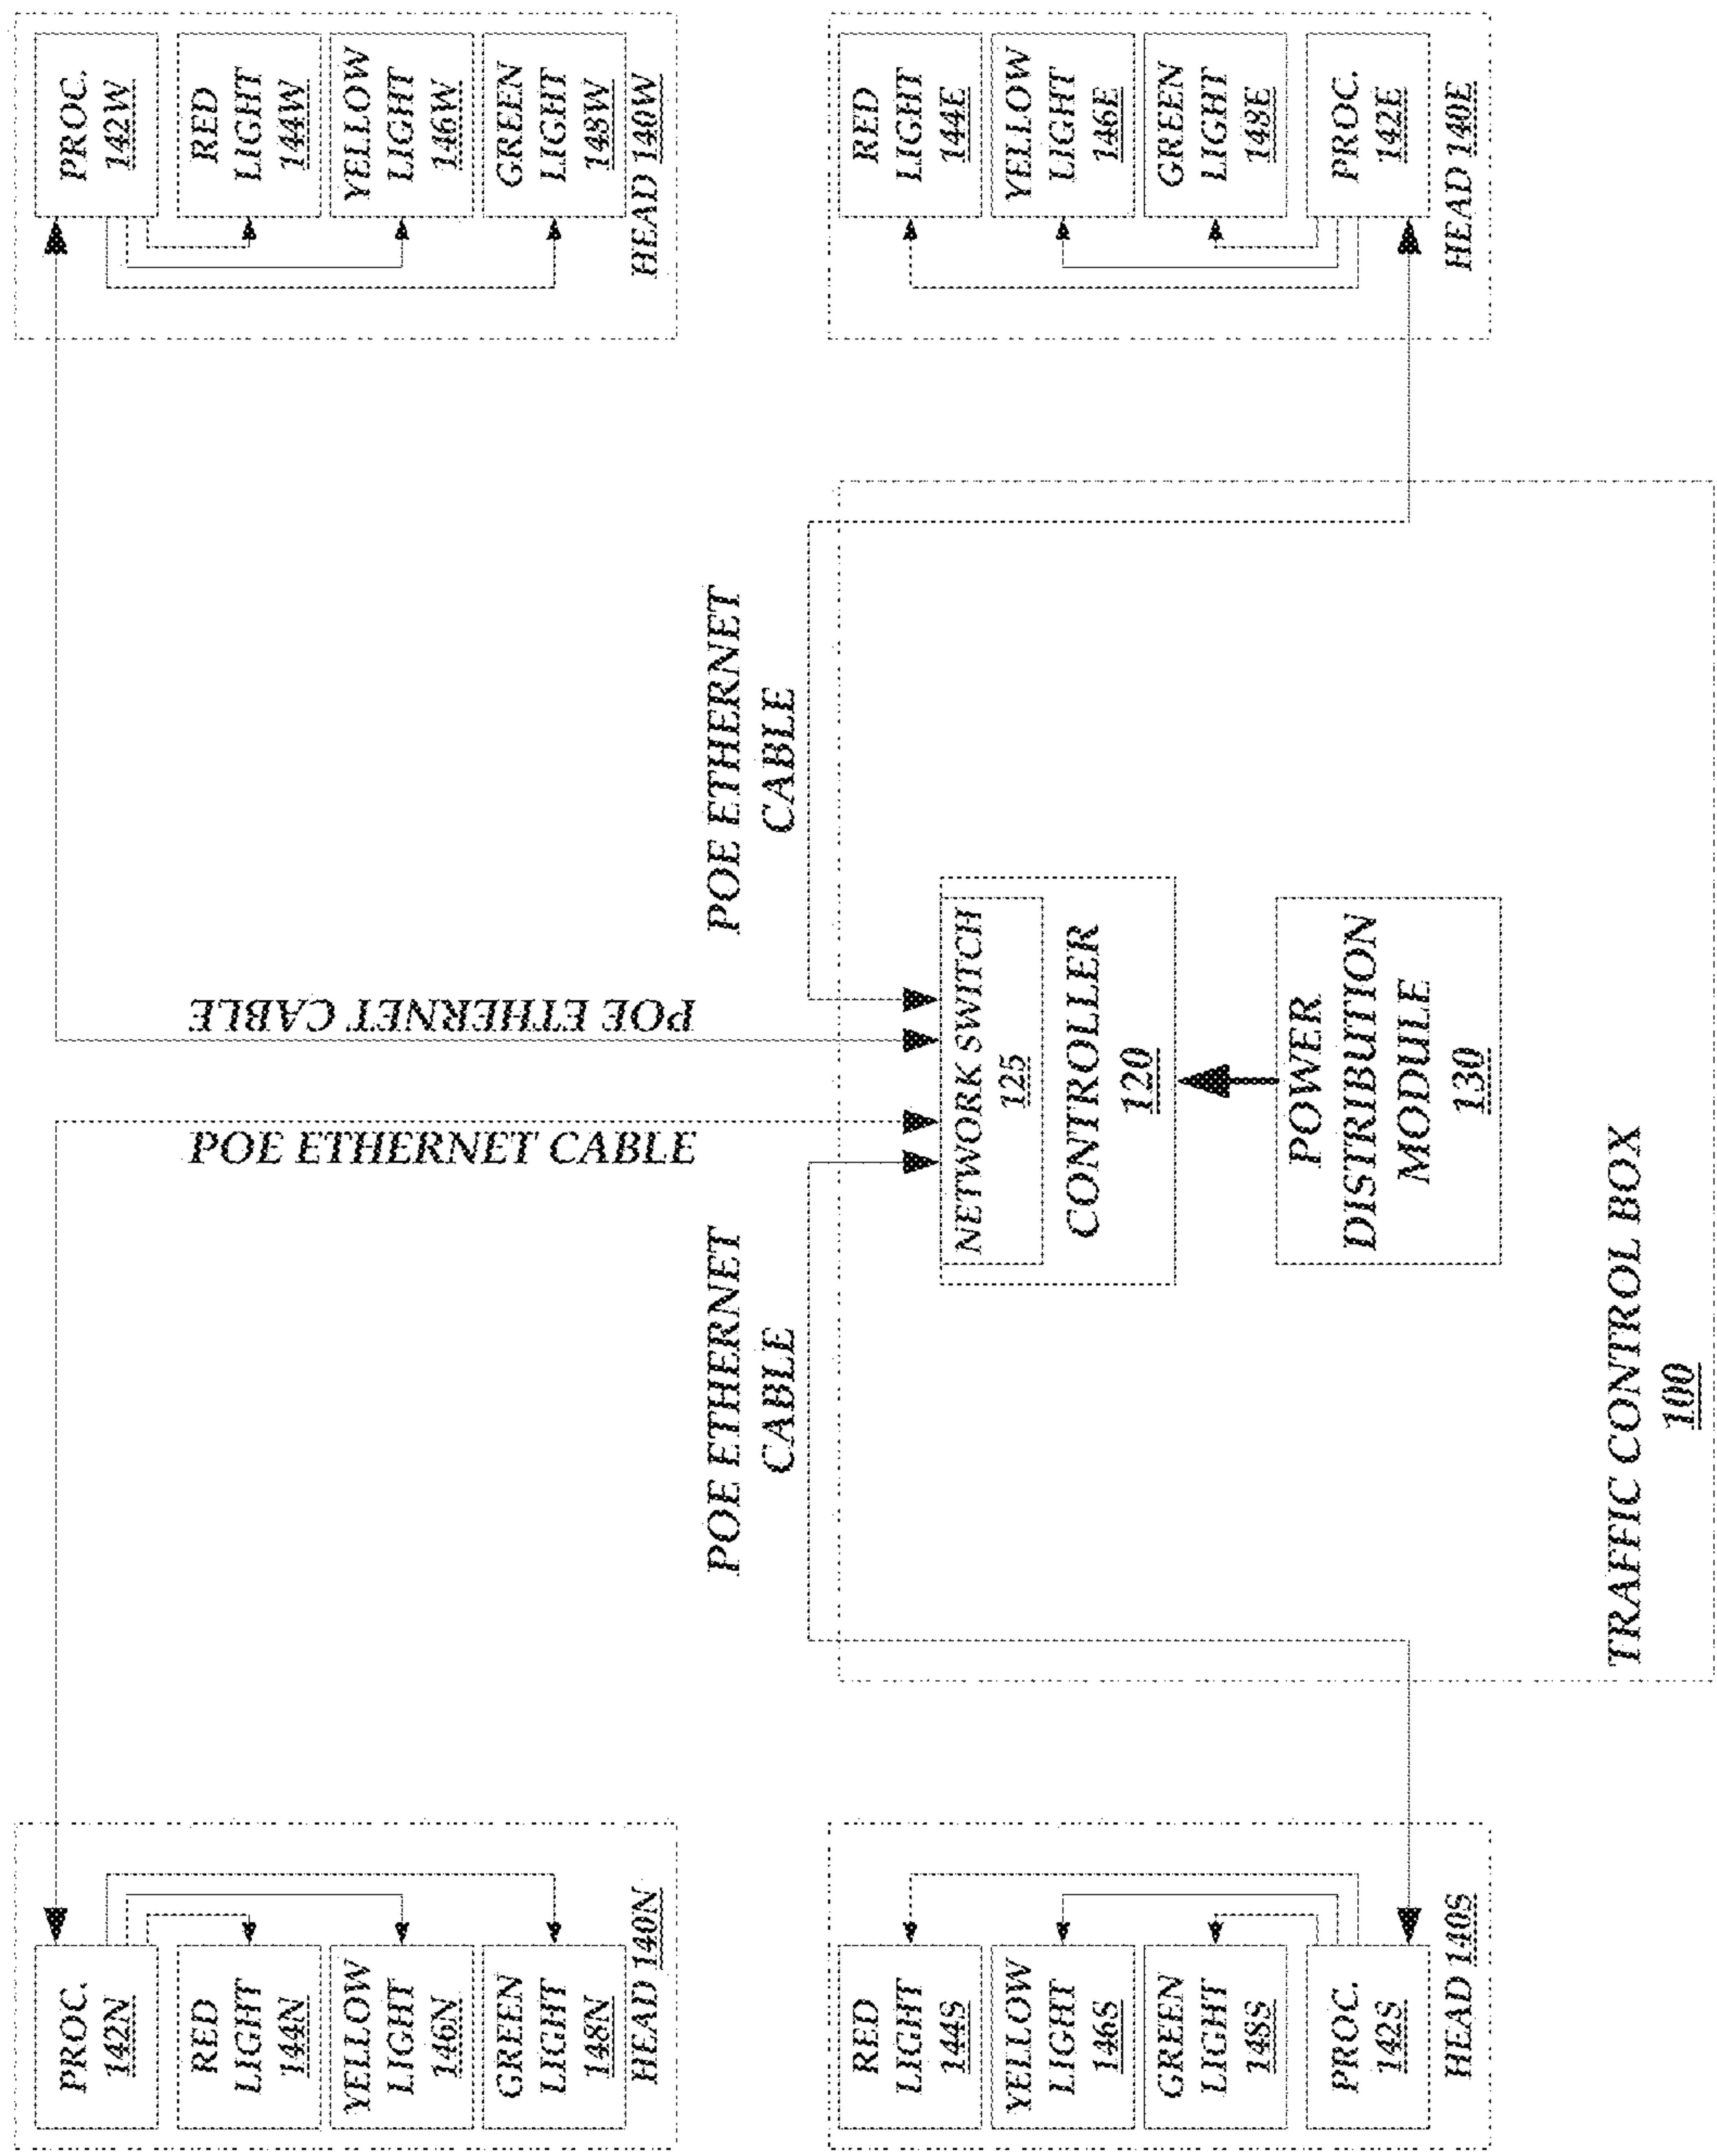 PROC.
142N
RED
LIGHT
144N
YELLOW
LIGHT
146N
GREEN
LIGHT
148N
HEAD 140N
POE ETHERNET CABLE
POE ETHERNET CABLE
PROC.
142W
RED
LIGHT
144W
YELLOW
LIGHT
146W
GREEN
LIGHT
148W
HEAD 140W
POE ETHERNET
CABLE
POE ETHERNET
CABLE
RED
LIGHT
144S
YELLOW
LIGHT
146S
GREEN
LIGHT
148S
PROC.
142S
HEAD 140S
NETWORK SWITCH
125
CONTROLLER
120
POWER
DISTRIBUTION
MODULE
130
TRAFFIC CONTROL BOX
100
RED
LIGHT
144E
YELLOW
LIGHT
146E
GREEN
LIGHT
148E
PROC.
142E
HEAD 140E